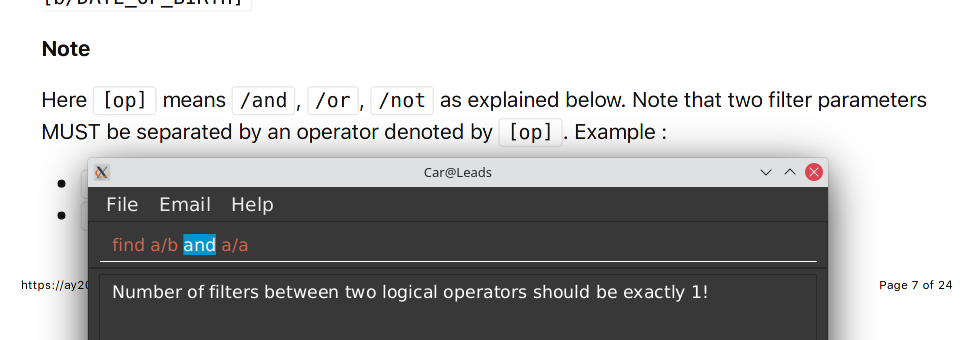 [b/DATE_OF_BIRTH]
Note
Here [op] means /and, /or, /not as explained below. Note that two filter parameters
MUST be separated by an operator denoted by [op]. Example :
Car@Leads
File Email Help
find a/b and a/a
Number of filters between two logical operators should be exactly 1!
https://ay20
Page 7 of 24